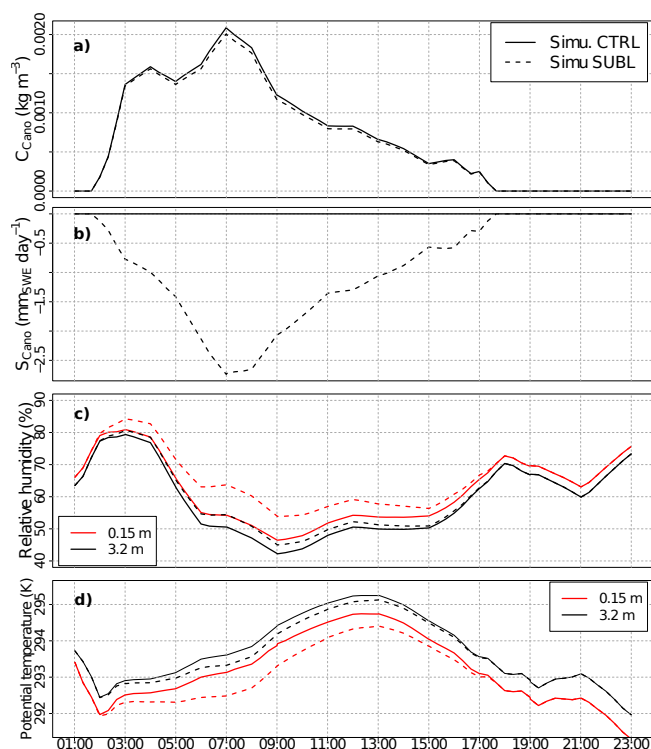 a)
Simu. CTRL
Simu SUBL
C_Cano (kg m⁻³)
0.0020
0.0010
0.0000
b)
S_Cano (mm_SWE day⁻¹)
−0.5
−1.5
−2.5
c)
Relative humidity (%)
90
80
70
60
50
40
0.15 m
3.2 m
d)
Potential temperature (K)
295
294
293
292
0.15 m
3.2 m
01:00 03:00 05:00 07:00 09:00 11:00 13:00 15:00 17:00 19:00 21:00 23:00